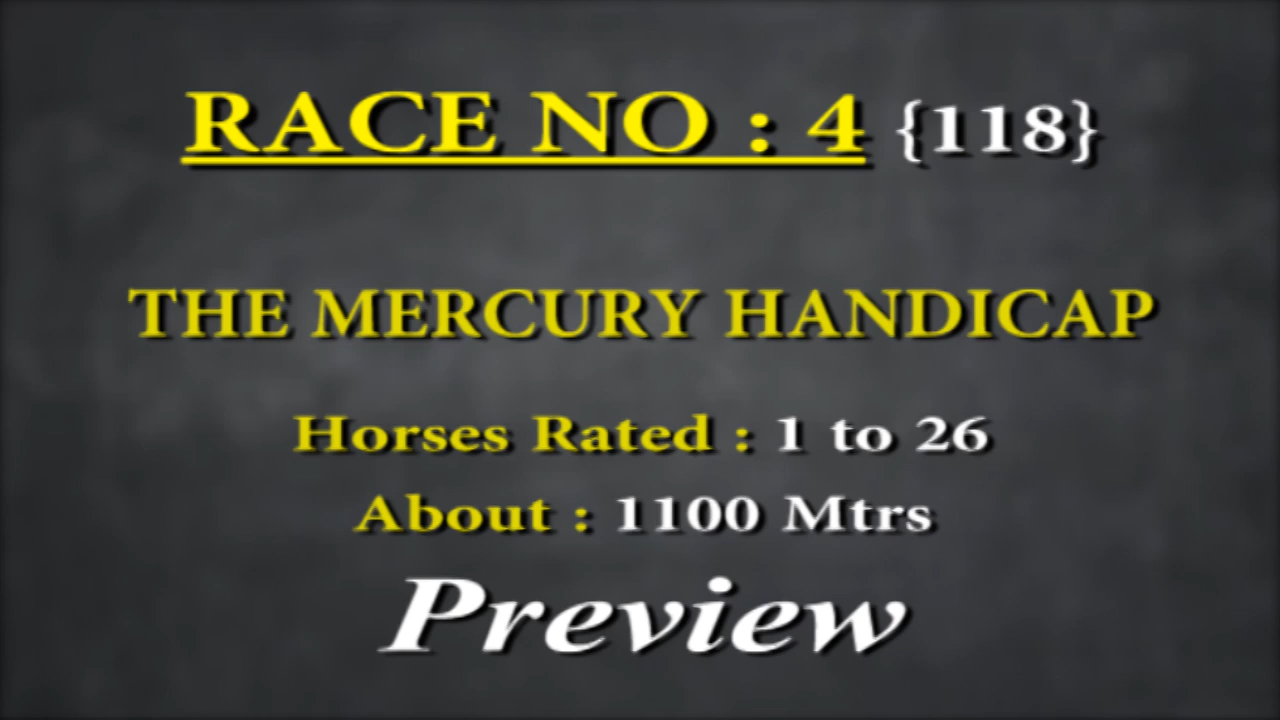 RACE NO : 4 {118}
THE MERCURY HANDICAP
Horses Rated : 1 to 26
About : 1100 Mtrs
Preview